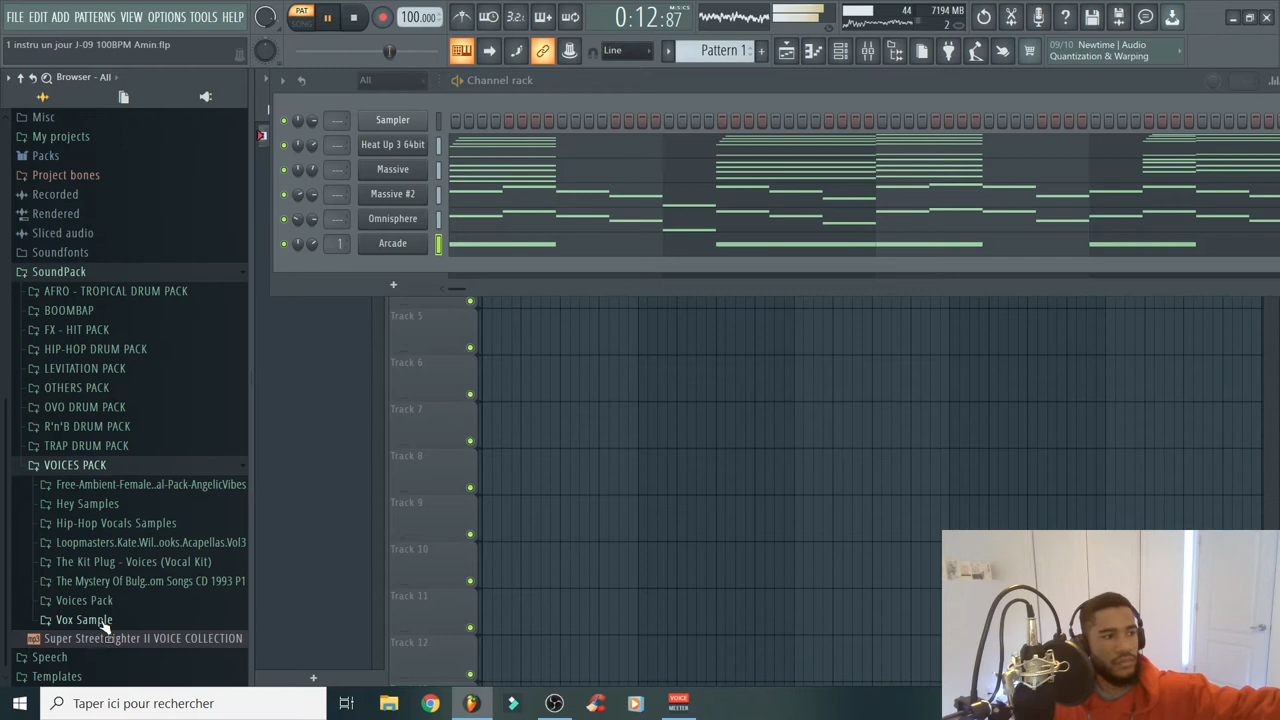 FILE EDIT ADD PATTERNS VIEW OPTIONS TOOLS HELP
1 instru un jour J-09 100BPM Amin.flp
PAT
SONG
100.000
3.2
0:12:87
M:S:CS
44
7194 MB
2
Line
Pattern 1
09/10 Newtime | Audio
Quantization & Warping
Browser - All
All
Channel rack
Misc
My projects
Packs
Project bones
Recorded
Rendered
Sliced audio
Soundfonts
SoundPack
AFRO - TROPICAL DRUM PACK
BOOMBAP
FX - HIT PACK
HIP-HOP DRUM PACK
LEVITATION PACK
OTHERS PACK
OVO DRUM PACK
R'n'B DRUM PACK
TRAP DRUM PACK
VOICES PACK
Free-Ambient-Female..al-Pack-AngelicVibes
Hey Samples
Hip-Hop Vocals Samples
Loopmasters.Kate.Wil..ooks.Acapellas.Vol3
The Kit Plug - Voices (Vocal Kit)
The Mystery Of Bulg..om Songs CD 1993 P1
Voices Pack
Vox Sample
Super Street Fighter II VOICE COLLECTION
Speech
Templates
Sampler
Heat Up 3 64bit
Massive
Massive #2
Omnisphere
1 Arcade
Track 5
Track 6
Track 7
Track 8
Track 9
Track 10
Track 11
Track 12
Taper ici pour rechercher
VOICE
MEETER